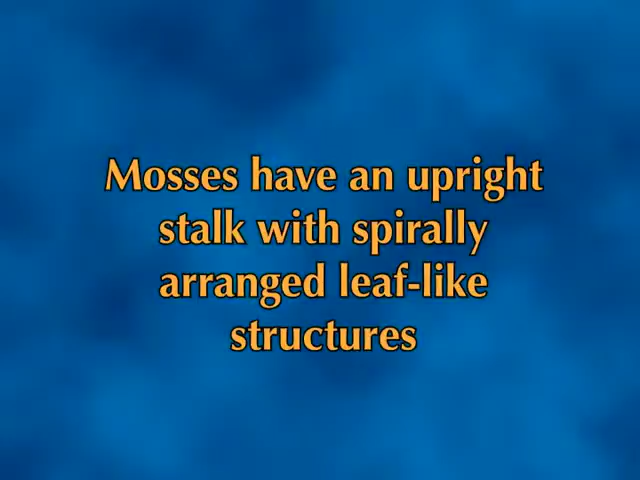 Mosses have an upright
stalk with spirally
arranged leaf-like
structures